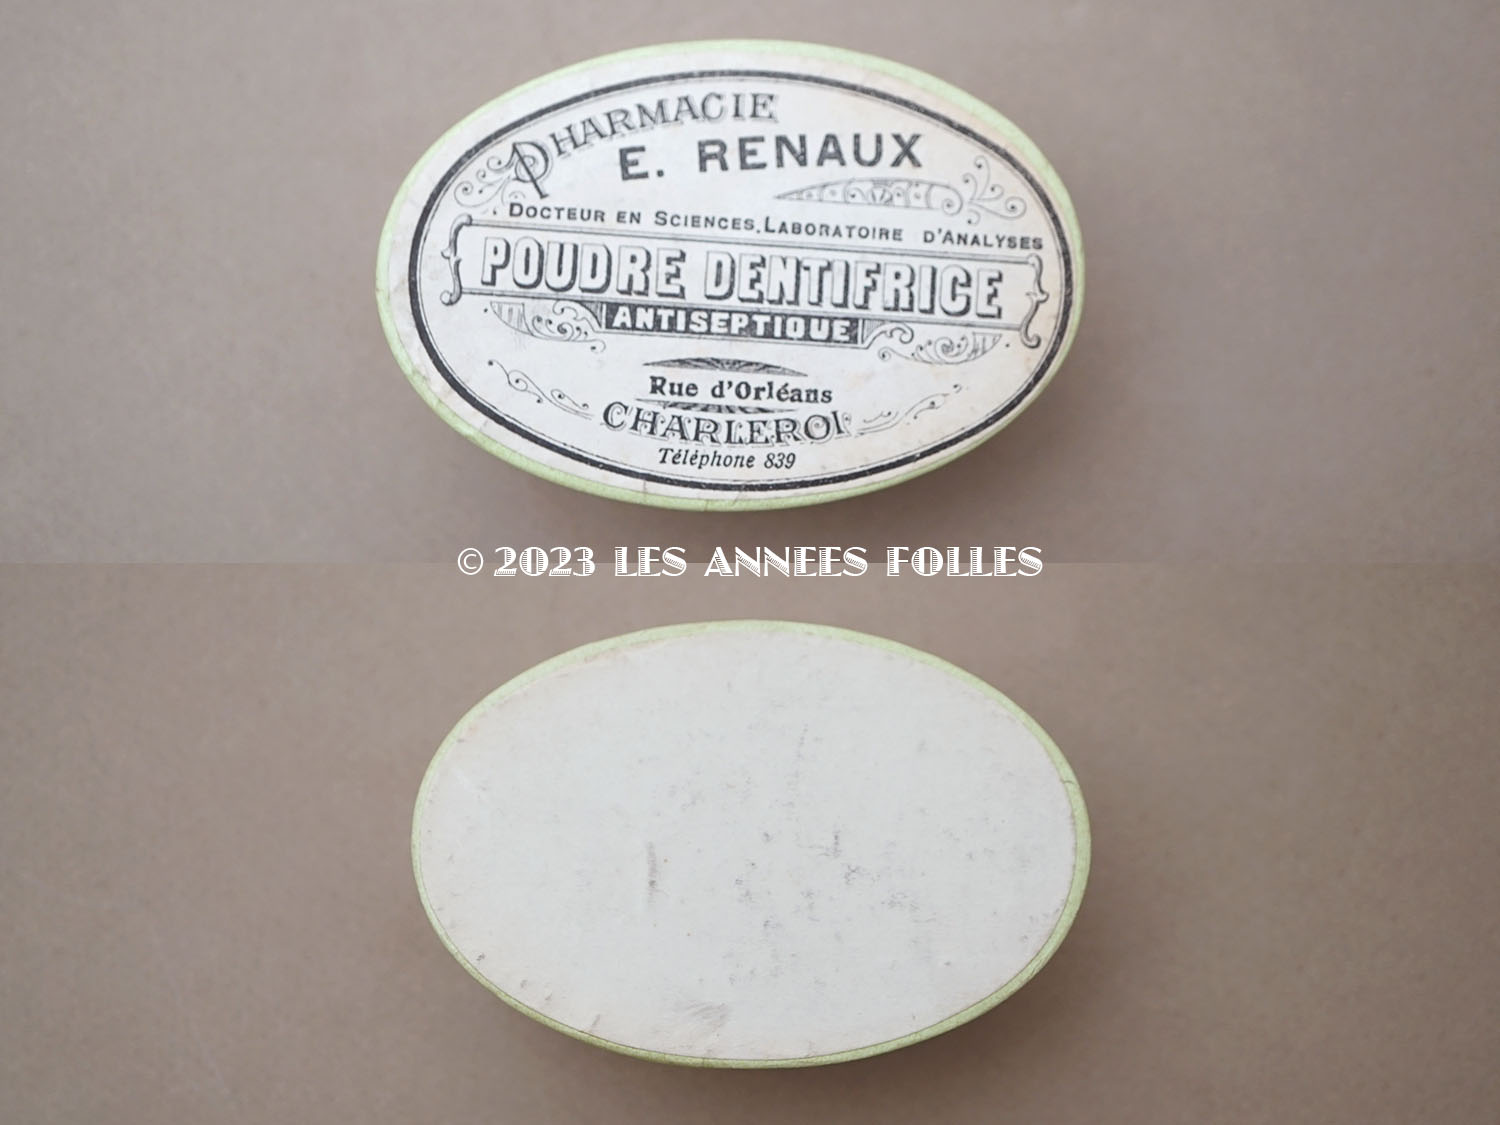 PHARMACIE
E. RENAUX
DOCTEUR EN SCIENCES, LABORATOIRE D'ANALYSES
POUDRE DENTIFRICE
ANTISEPTIQUE
Rue d'Orléans
CHARLEROI
Téléphone 839
© 2023 LES ANNEES FOLLES